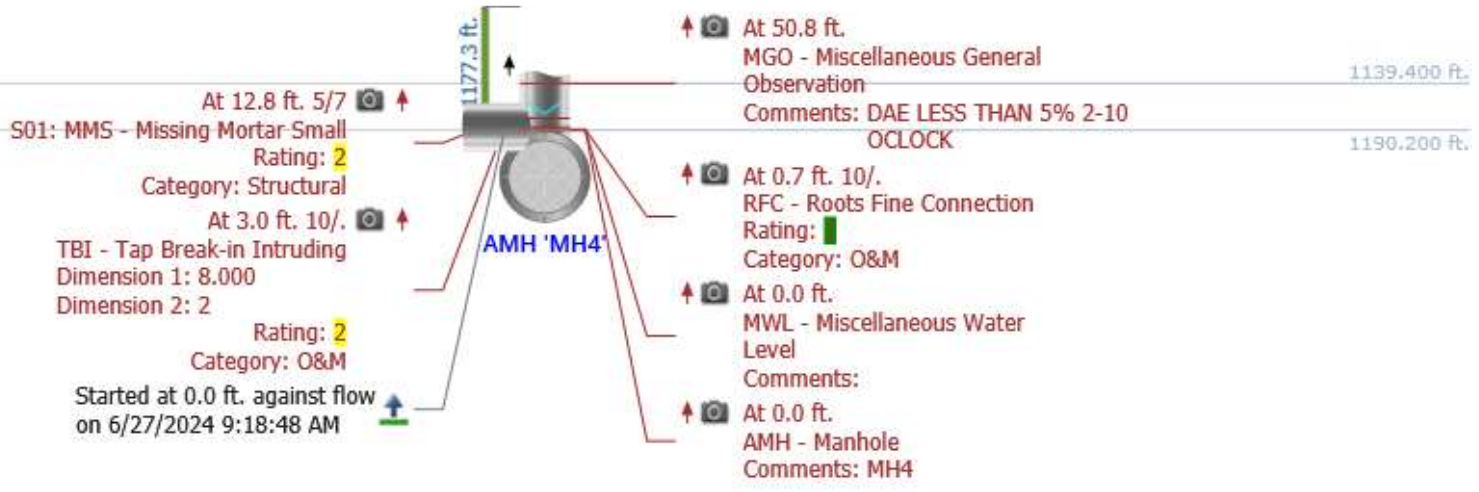 1177.3 ft.
At 12.8 ft. 5/7
S01: MMS - Missing Mortar Small
Rating: 2
Category: Structural
At 3.0 ft. 10/.
TBI - Tap Break-in Intruding
Dimension 1: 8.000
Dimension 2: 2
Rating: 2
Category: O&M
Started at 0.0 ft. against flow
on 6/27/2024 9:18:48 AM
AMH 'MH4'
At 50.8 ft.
MGO - Miscellaneous General
Observation
Comments: DAE LESS THAN 5% 2-10
OCLOCK
At 0.7 ft. 10/.
RFC - Roots Fine Connection
Rating:
Category: O&M
At 0.0 ft.
MWL - Miscellaneous Water
Level
Comments:
At 0.0 ft.
AMH - Manhole
Comments: MH4
1139.400 ft.
1190.200 ft.